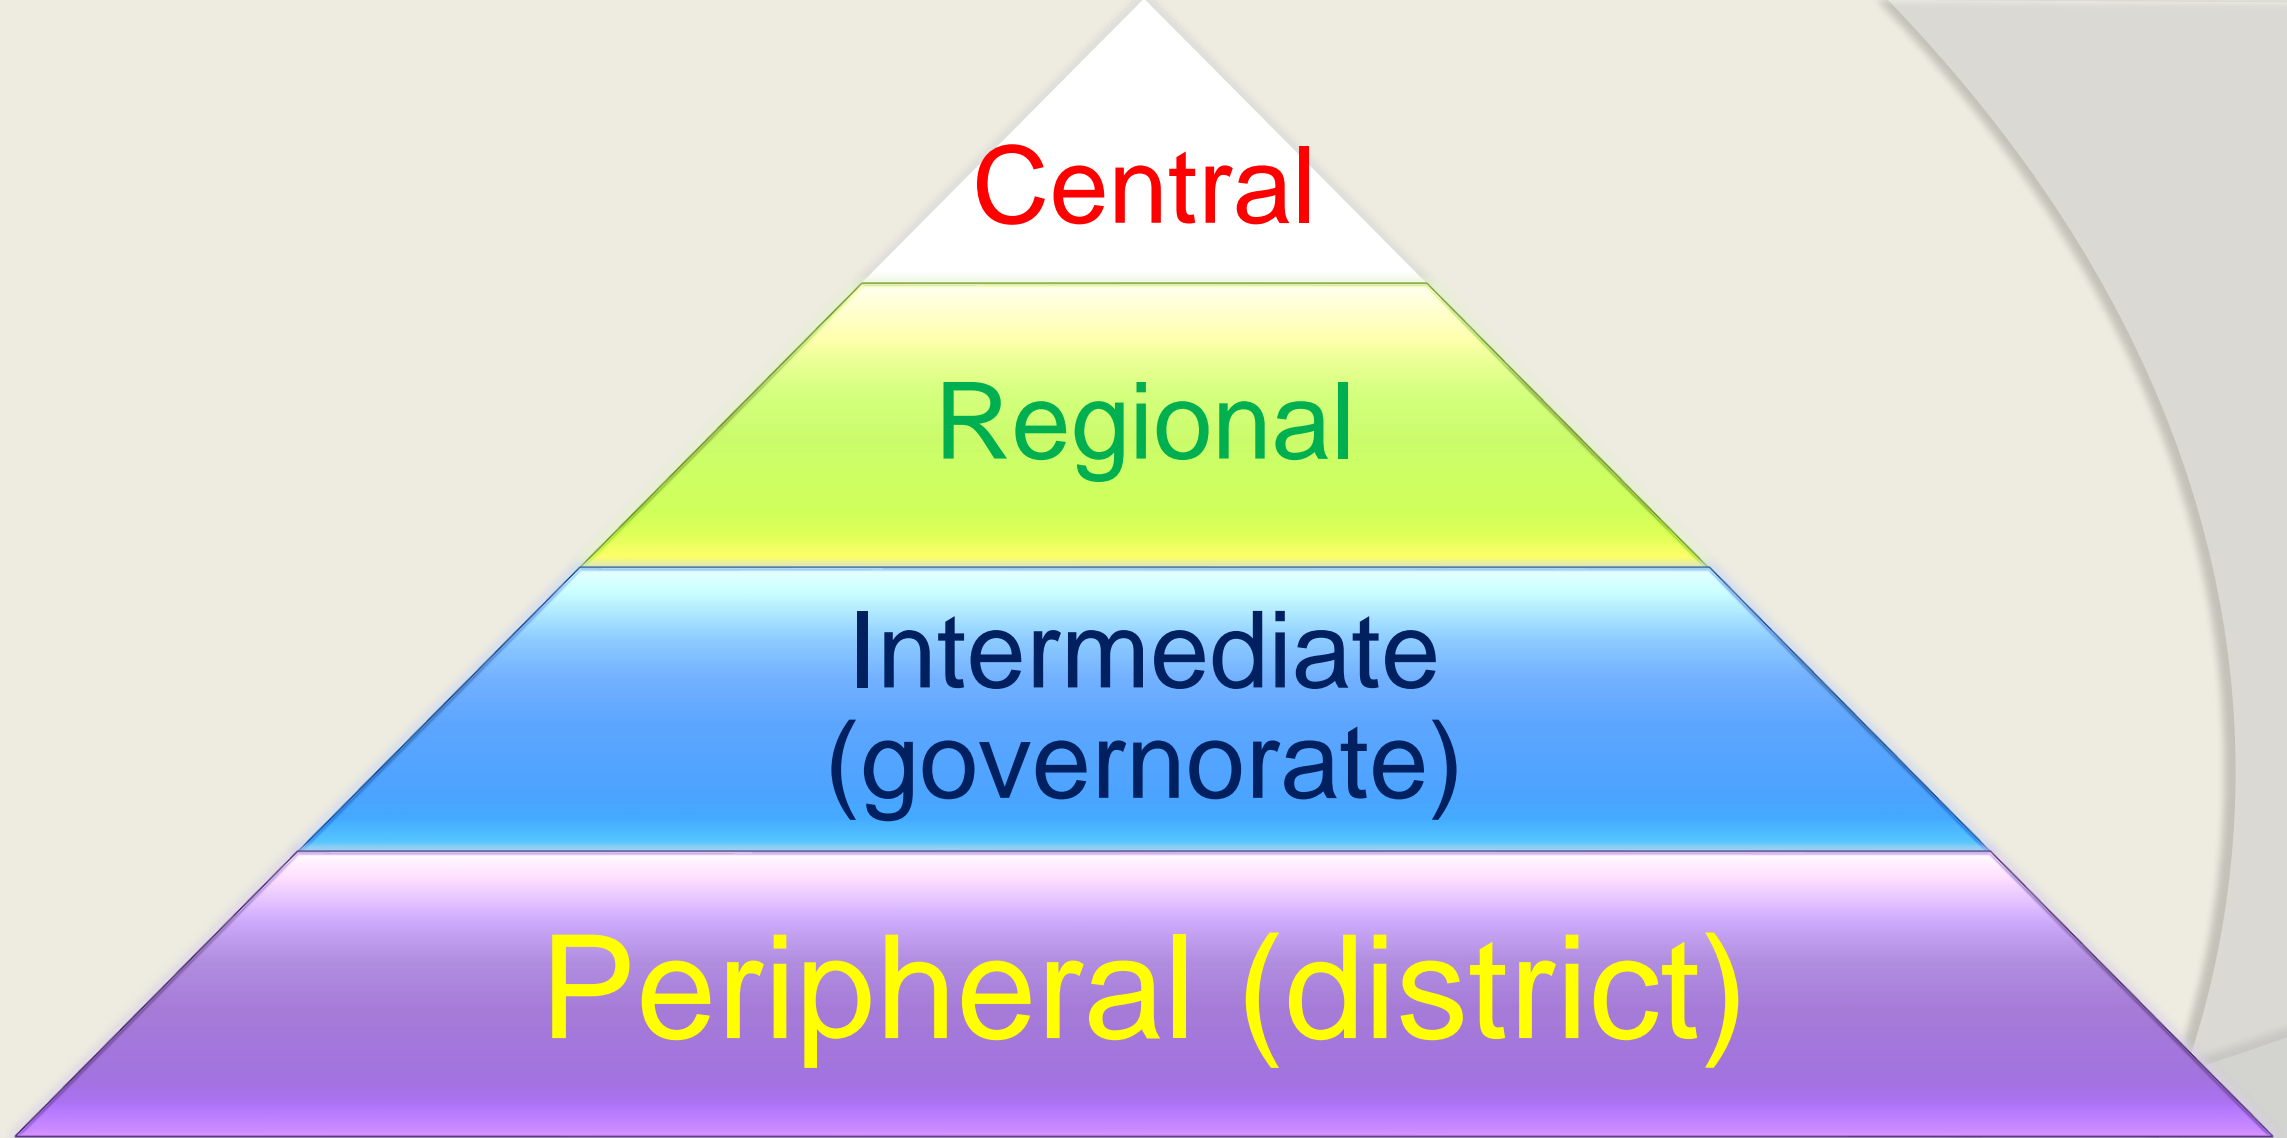 Central
Regional
Intermediate
(governorate)
Peripheral (district)